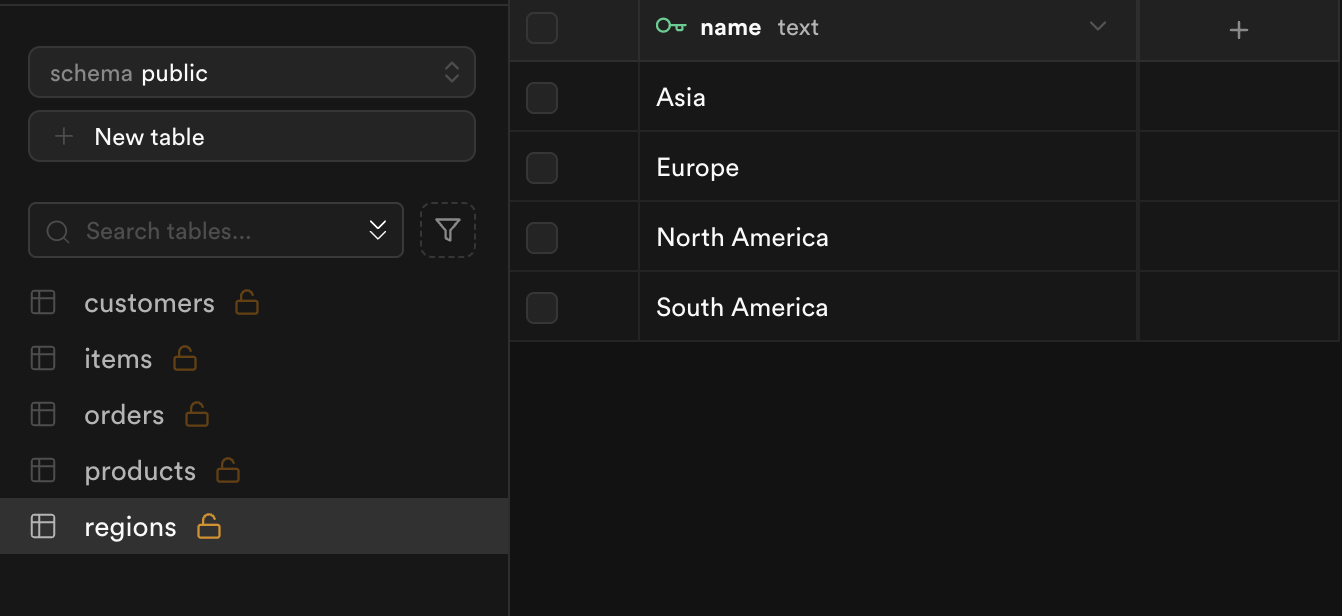 schema public
New table
Search tables...
customers
items
orders
products
regions
name text
Asia
Europe
North America
South America